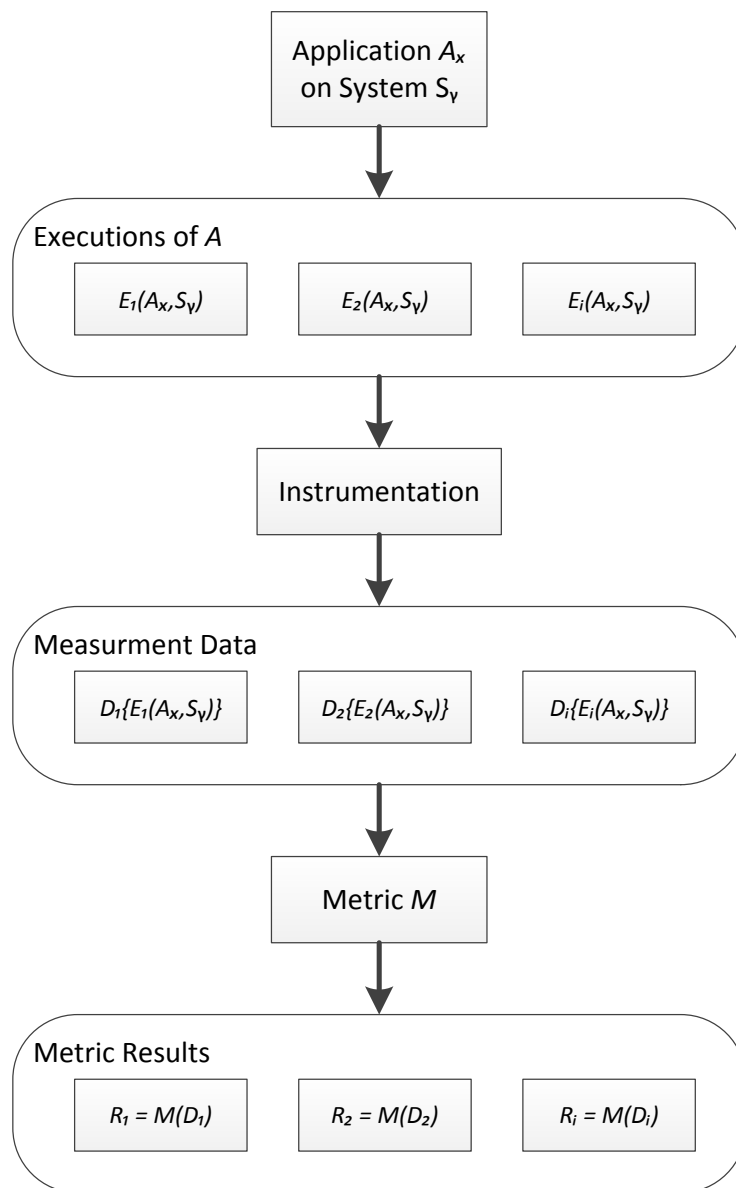 Application Aₓ
on System Sᵧ
Executions of A
E₁(Aₓ,Sᵧ)
E₂(Aₓ,Sᵧ)
Eᵢ(Aₓ,Sᵧ)
Instrumentation
Measurment Data
D₁{E₁(Aₓ,Sᵧ)}
D₂{E₂(Aₓ,Sᵧ)}
Dᵢ{Eᵢ(Aₓ,Sᵧ)}
Metric M
Metric Results
R₁ = M(D₁)
R₂ = M(D₂)
Rᵢ = M(Dᵢ)